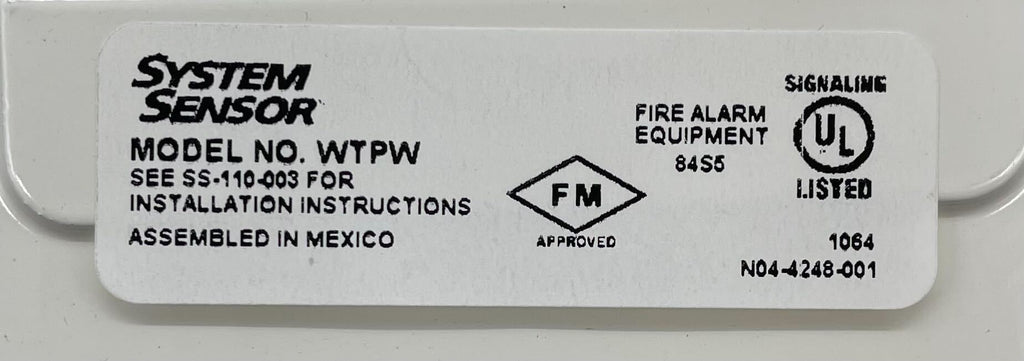 SYSTEM
SENSOR
MODEL NO. WTPW
SEE SS-110-003 FOR
INSTALLATION INSTRUCTIONS
ASSEMBLED IN MEXICO
FM
APPROVED
FIRE ALARM
EQUIPMENT
84S5
SIGNALING
UL
LISTED
1064
N04-4248-001